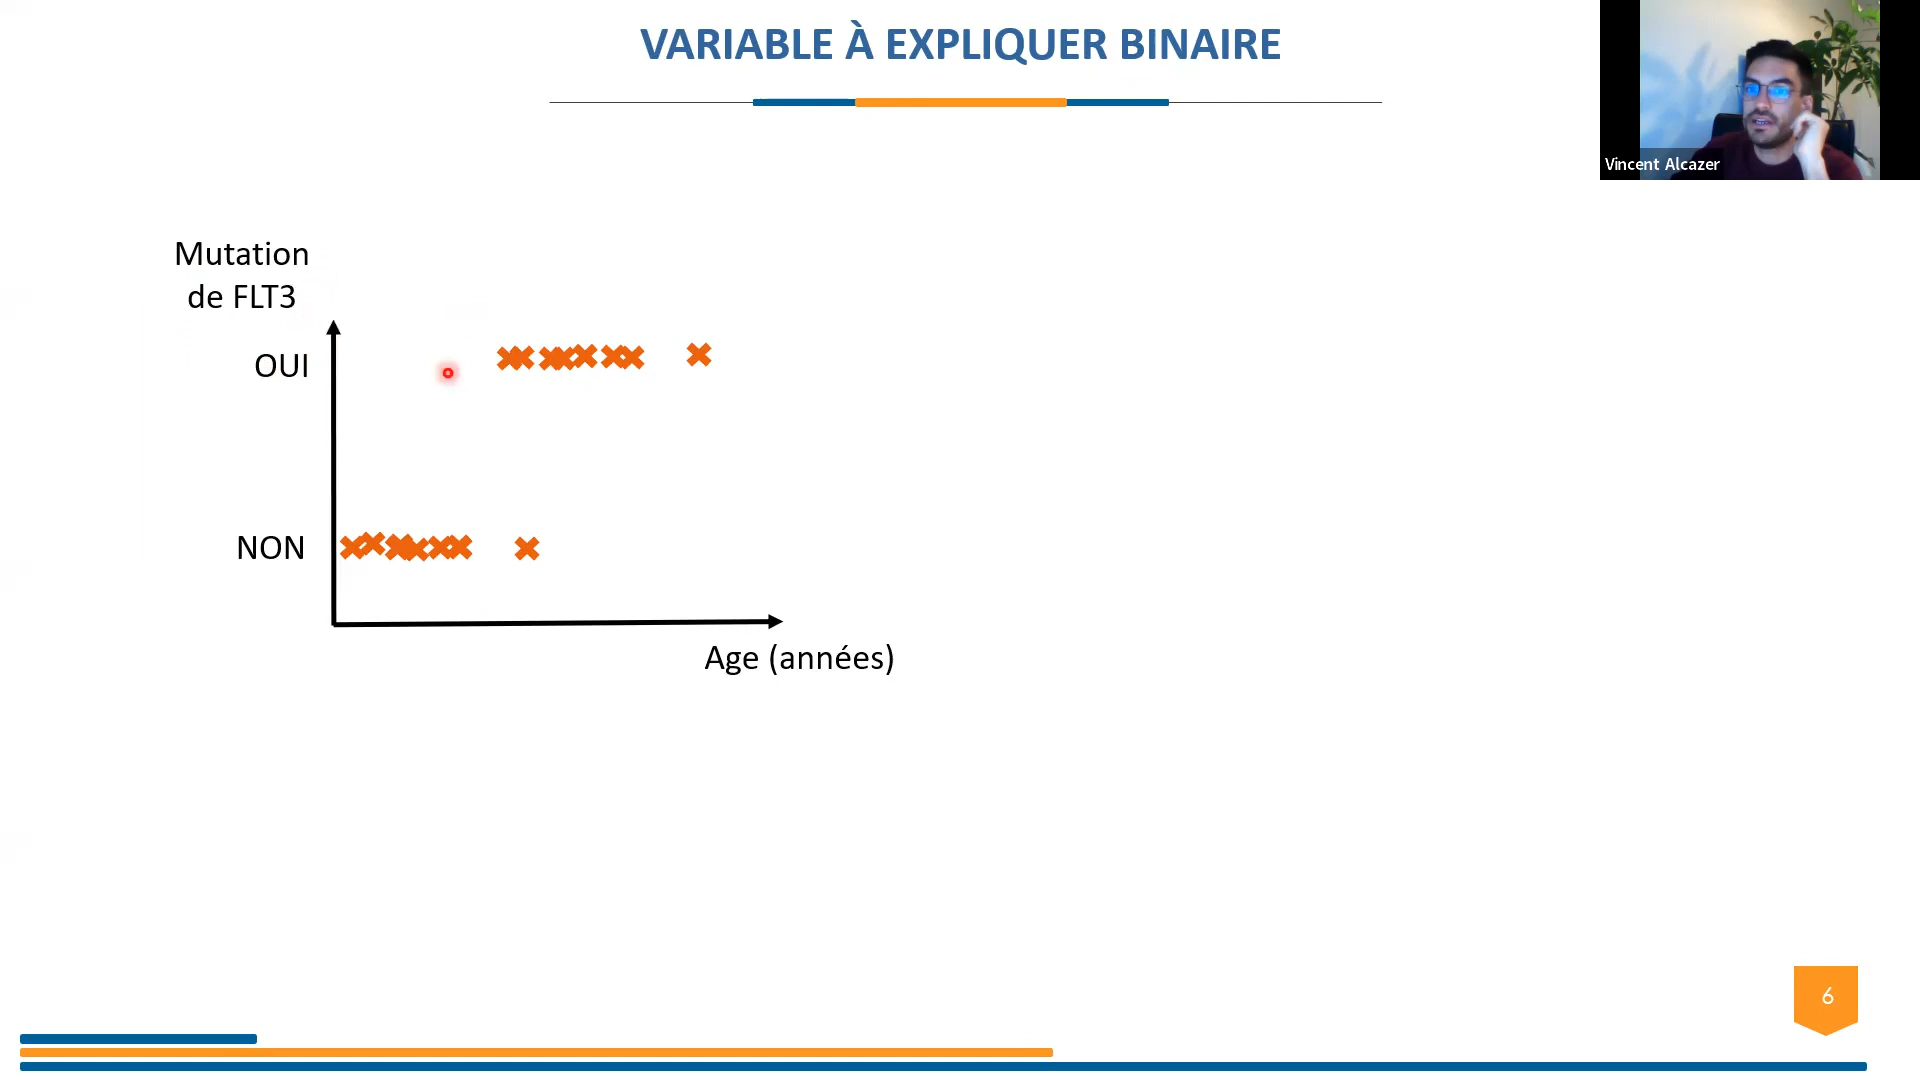 VARIABLE À EXPLIQUER BINAIRE
Vincent Alcazer
Mutation
de FLT3
OUI
NON
Age (années)
6